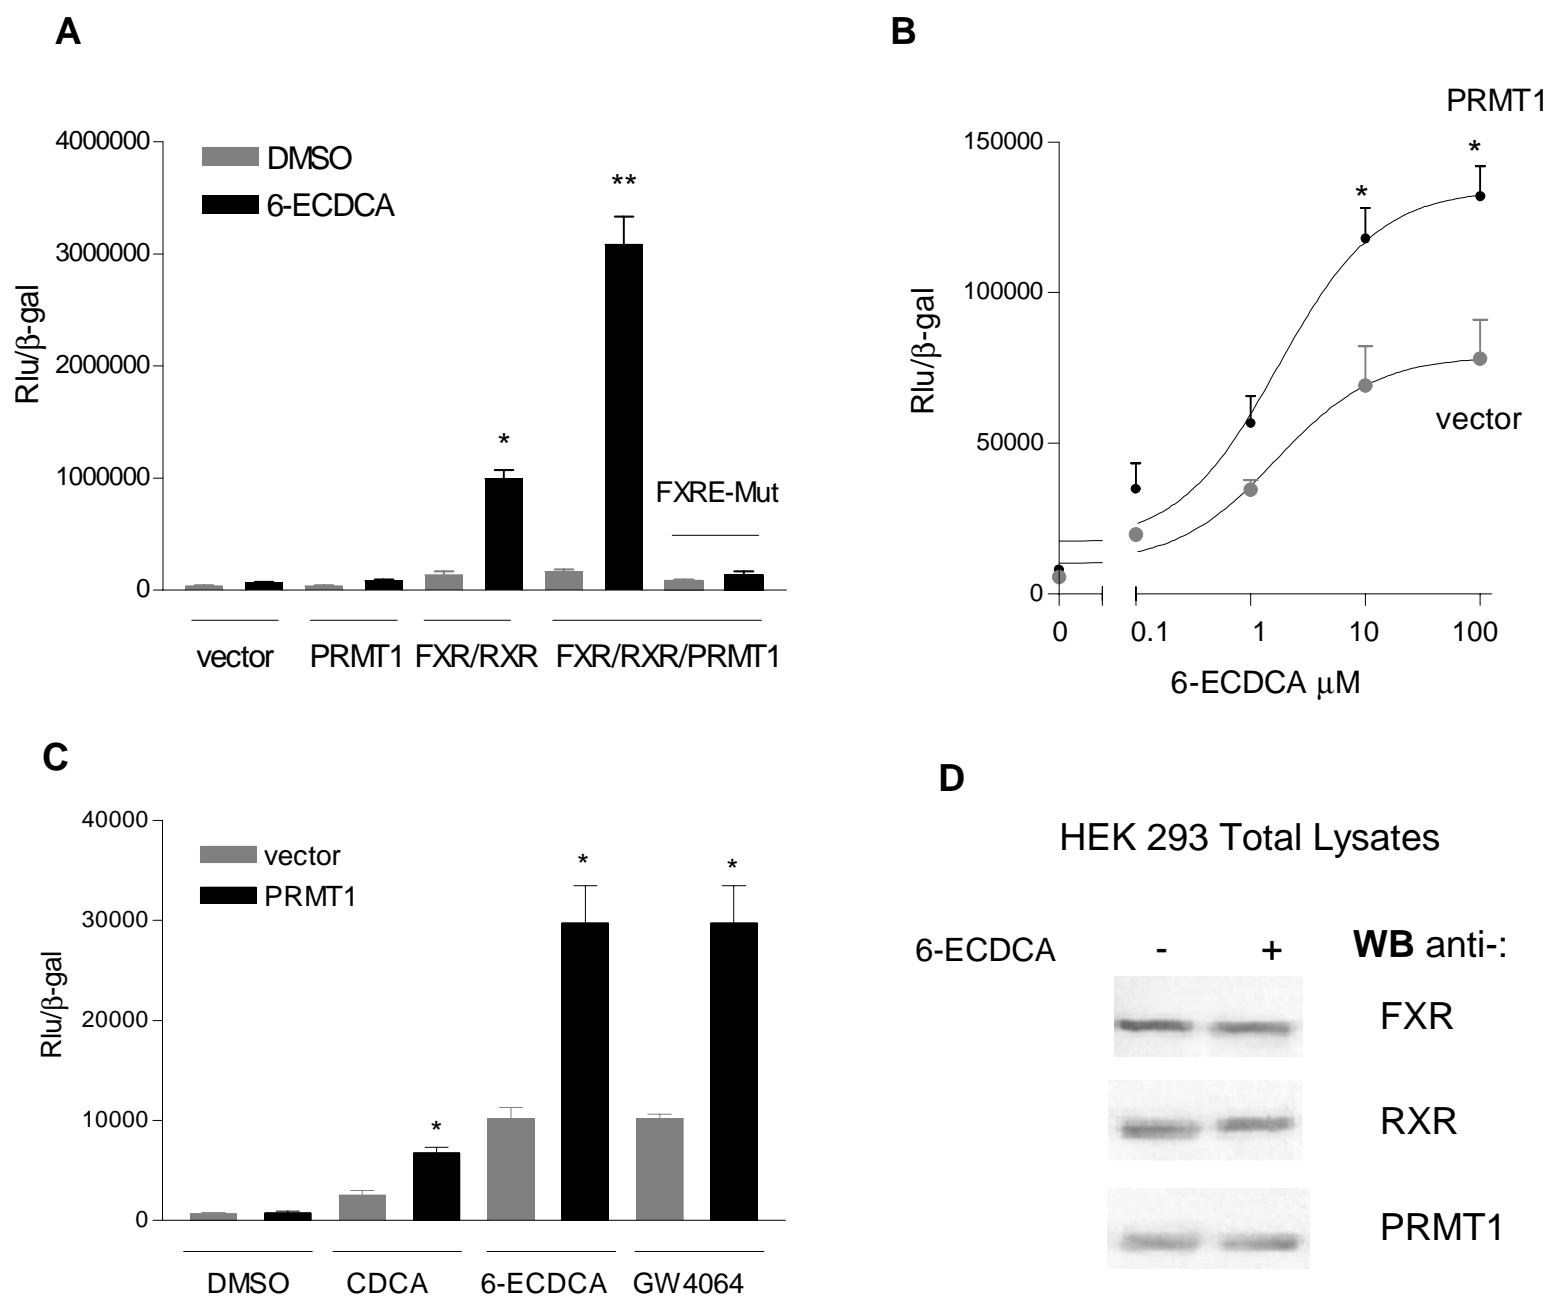 A
4000000
3000000
2000000
1000000
0
Rlu/β-gal
DMSO
6-ECDCA
*
**
FXRE-Mut
vector PRMT1 FXR/RXR FXR/RXR/PRMT1
B
PRMT1
150000
100000
50000
0
Rlu/β-gal
*
*
vector
0 0.1 1 10 100
6-ECDCA μM
C
40000
30000
20000
10000
0
Rlu/β-gal
vector
PRMT1
*
*
*
DMSO CDCA 6-ECDCA GW4064
D
HEK 293 Total Lysates
6-ECDCA - + WB anti-:
FXR
RXR
PRMT1